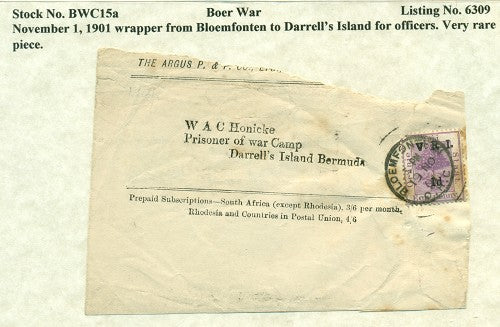 Stock No. BWC15a Boer War Listing No. 6309
November 1, 1901 wrapper from Bloemfonten to Darrell's Island for officers. Very rare
piece.
THE ARGUS P. & P. CO., LTD.
W A C Honicke
Prisoner of war Camp
Darrell's Island Bermuda
BLOEMFON
V.R.I.
Prepaid Subscriptions—South Africa (except Rhodesia), 3/6 per month,
Rhodesia and Countries in Postal Union, 4/6